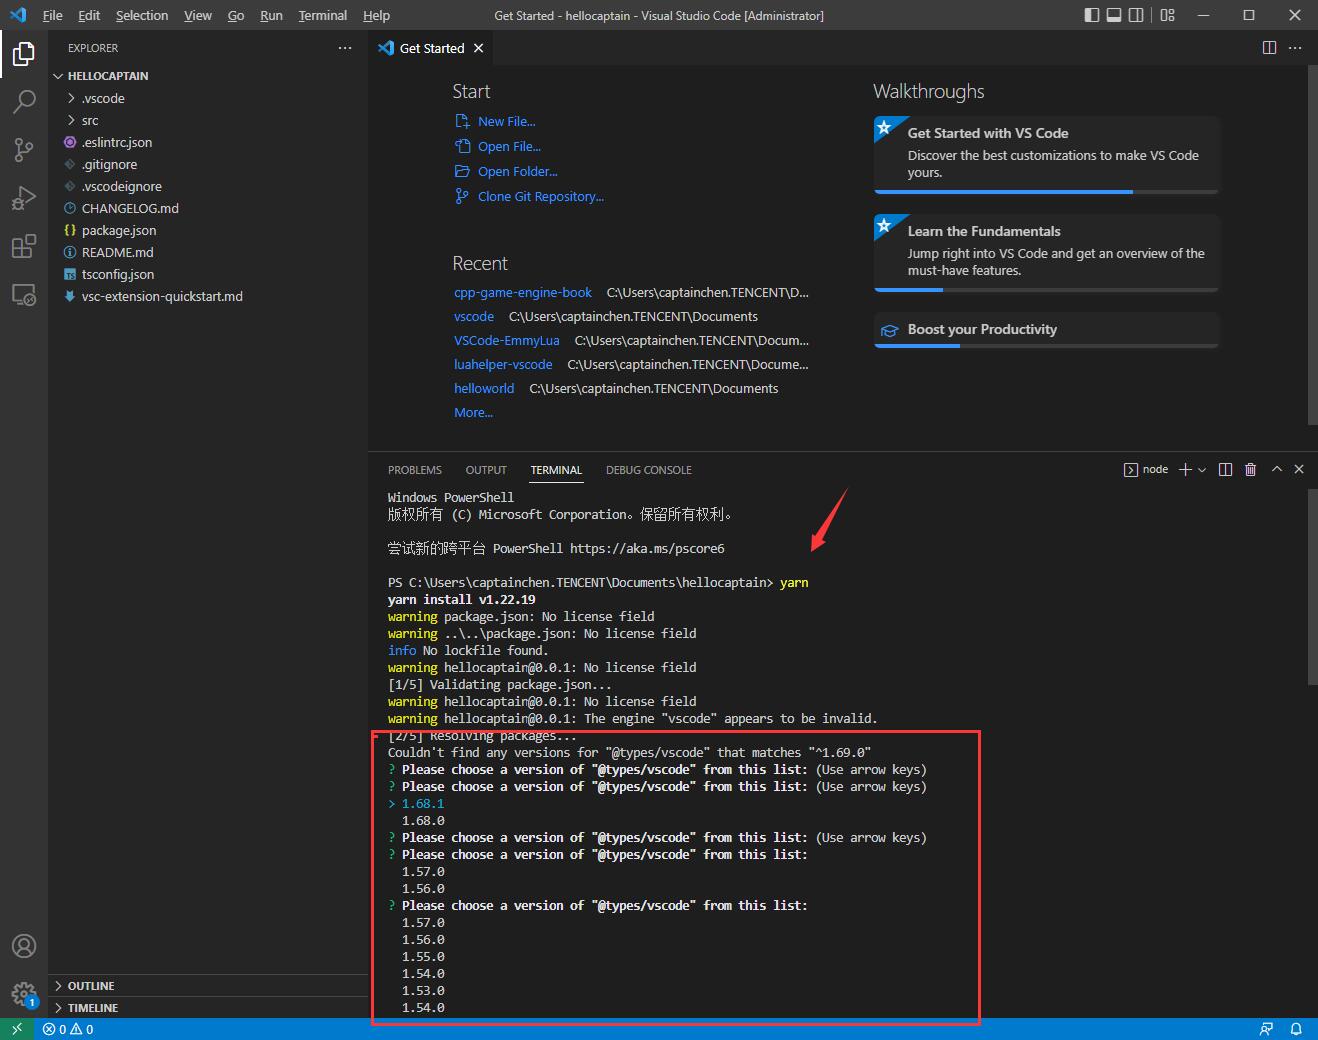 File Edit Selection View Go Run Terminal Help
Get Started - hellocaptain - Visual Studio Code [Administrator]
EXPLORER
HELLOCAPTAIN
.vscode
src
.eslintrc.json
.gitignore
.vscodeignore
CHANGELOG.md
package.json
README.md
tsconfig.json
vsc-extension-quickstart.md
OUTLINE
TIMELINE
Get Started
Start
New File...
Open File...
Open Folder...
Clone Git Repository...
Recent
cpp-game-engine-book C:\Users\captainchen.TENCENT\D...
vscode C:\Users\captainchen.TENCENT\Documents
VSCode-EmmyLua C:\Users\captainchen.TENCENT\Docum...
luahelper-vscode C:\Users\captainchen.TENCENT\Docume...
helloworld C:\Users\captainchen.TENCENT\Documents
More...
Walkthroughs
Get Started with VS Code
Discover the best customizations to make VS Code
yours.
Learn the Fundamentals
Jump right into VS Code and get an overview of the
must-have features.
Boost your Productivity
PROBLEMS OUTPUT TERMINAL DEBUG CONSOLE
node
Windows PowerShell
版权所有 (C) Microsoft Corporation。保留所有权利。
尝试新的跨平台 PowerShell https://aka.ms/pscore6
PS C:\Users\captainchen.TENCENT\Documents\hellocaptain> yarn
yarn install v1.22.19
warning package.json: No license field
warning ..\..\package.json: No license field
info No lockfile found.
warning hellocaptain@0.0.1: No license field
[1/5] Validating package.json...
warning hellocaptain@0.0.1: No license field
warning hellocaptain@0.0.1: The engine "vscode" appears to be invalid.
[2/5] Resolving packages...
Couldn't find any versions for "@types/vscode" that matches "^1.69.0"
? Please choose a version of "@types/vscode" from this list: (Use arrow keys)
? Please choose a version of "@types/vscode" from this list: (Use arrow keys)
> 1.68.1
1.68.0
? Please choose a version of "@types/vscode" from this list: (Use arrow keys)
? Please choose a version of "@types/vscode" from this list:
1.57.0
1.56.0
? Please choose a version of "@types/vscode" from this list:
1.57.0
1.56.0
1.55.0
1.54.0
1.53.0
1.54.0
1
0 0